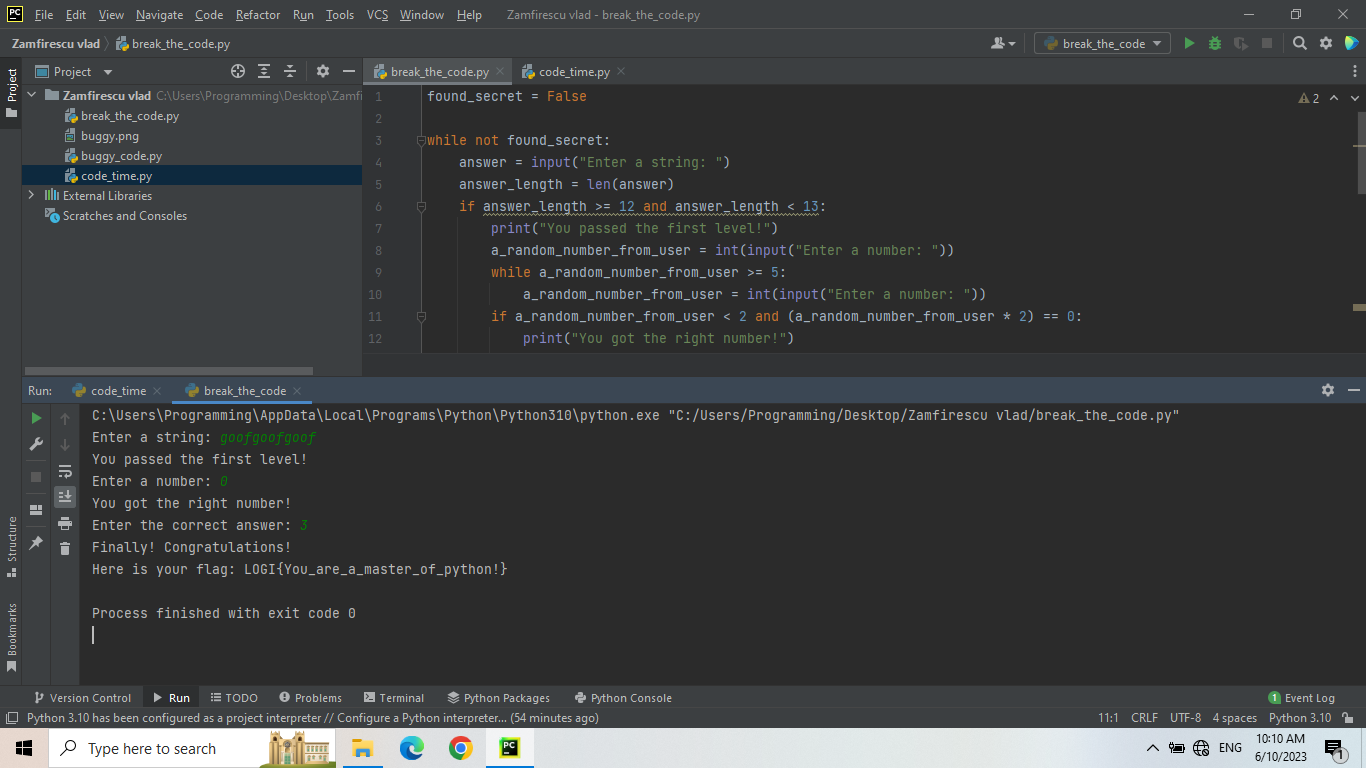 PC File Edit View Navigate Code Refactor Run Tools VCS Window Help Zamfirescu vlad - break_the_code.py
Zamfirescu vlad break_the_code.py break_the_code
Project
Project break_the_code.py code_time.py
Zamfirescu vlad C:\Users\Programming\Desktop\Zamfi
break_the_code.py
buggy.png
buggy_code.py
code_time.py
External Libraries
Scratches and Consoles
1 found_secret = False
2
3 while not found_secret:
4 answer = input("Enter a string: ")
5 answer_length = len(answer)
6 if answer_length >= 12 and answer_length < 13:
7 print("You passed the first level!")
8 a_random_number_from_user = int(input("Enter a number: "))
9 while a_random_number_from_user >= 5:
10 a_random_number_from_user = int(input("Enter a number: "))
11 if a_random_number_from_user < 2 and (a_random_number_from_user * 2) == 0:
12 print("You got the right number!")
2
Run: code_time break_the_code
C:\Users\Programming\AppData\Local\Programs\Python\Python310\python.exe "C:/Users/Programming/Desktop/Zamfirescu vlad/break_the_code.py"
Enter a string: goofgoofgoof
You passed the first level!
Enter a number: 0
You got the right number!
Enter the correct answer: 3
Finally! Congratulations!
Here is your flag: LOGI{You_are_a_master_of_python!}
Process finished with exit code 0
Structure
Bookmarks
Version Control Run TODO Problems Terminal Python Packages Python Console 1 Event Log
Python 3.10 has been configured as a project interpreter // Configure a Python interpreter... (54 minutes ago) 11:1 CRLF UTF-8 4 spaces Python 3.10
Type here to search PC ENG 10:10 AM
6/10/2023 1